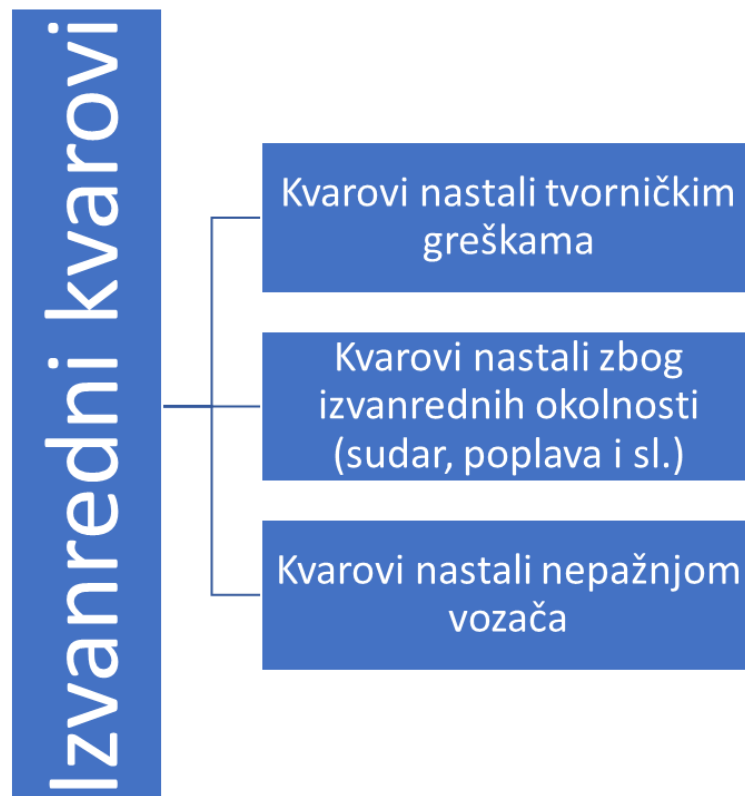 Izvanredni kvarovi
Kvarovi nastali tvorničkim
greškama
Kvarovi nastali zbog
izvanrednih okolnosti
(sudar, poplava i sl.)
Kvarovi nastali nepažnjom
vozača